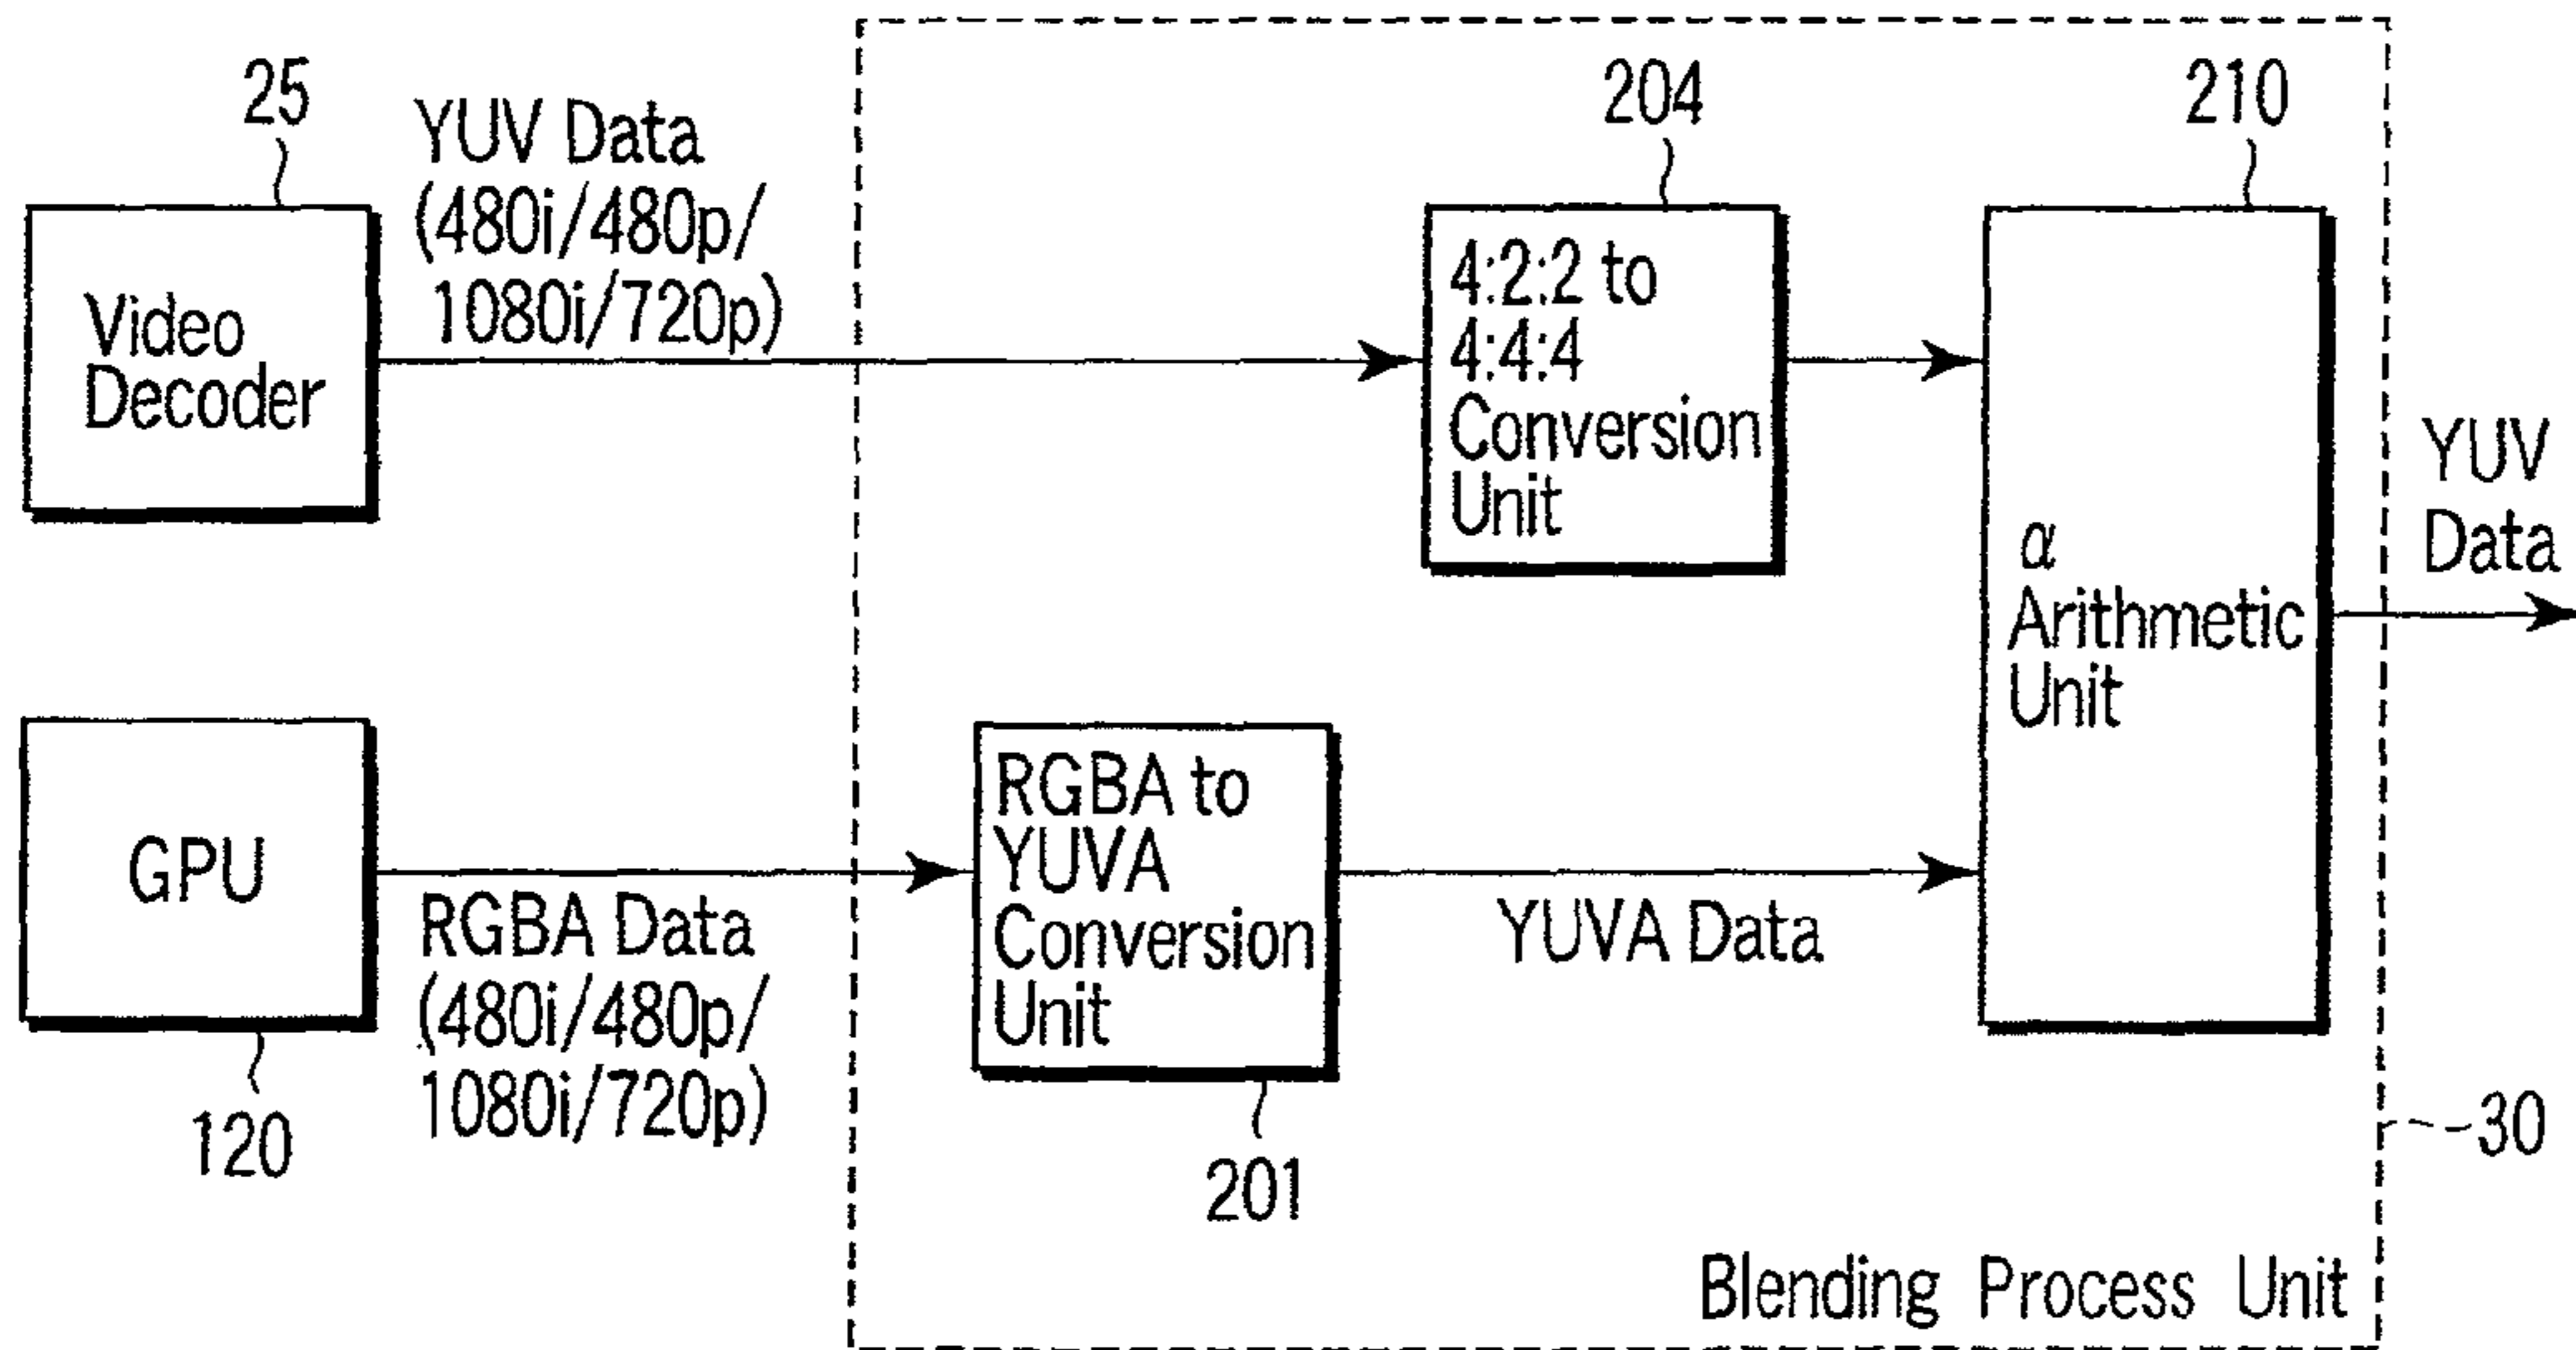 25
YUV Data
(480i/480p/
1080i/720p)
Video
Decoder
204
4:2:2 to
4:4:4
Conversion
Unit
210
α
Arithmetic
Unit
YUV
Data
GPU
120
RGBA Data
(480i/480p/
1080i/720p)
RGBA to
YUVA
Conversion
Unit
201
YUVA Data
30
Blending Process Unit